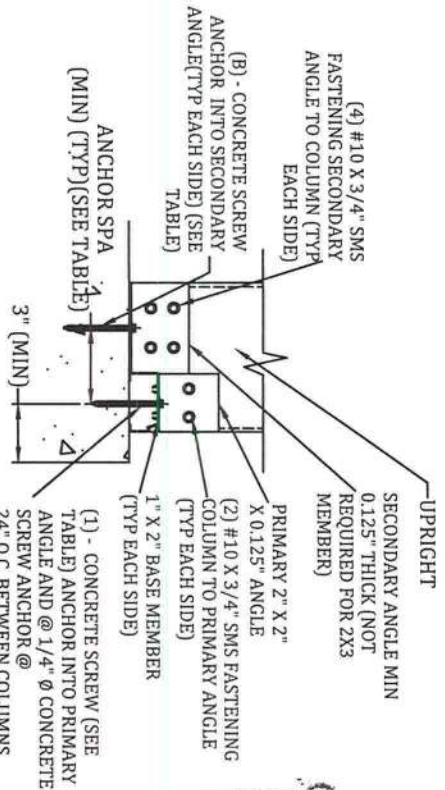 UPRIGHT
SECONDARY ANGLE MIN
0.125" THICK (NOT
REQUIRED FOR 2X3
MEMBER)
PRIMARY 2" X 2"
X 0.125" ANGLE
(2) #10 X 3/4" SMS FASTENING
COLUMN TO PRIMARY ANGLE
(TYP EACH SIDE)
1" X 2" BASE MEMBER
(TYP EACH SIDE)
(1) - CONCRETE SCREW (SEE
TABLE) ANCHOR INTO PRIMARY
ANGLE AND @ 1/4" Ø CONCRETE
SCREW ANCHOR @
24" O.C. BETWEEN COLUMNS
(4) #10 X 3/4" SMS
FASTENING SECONDARY
ANGLE TO COLUMN (TYP
EACH SIDE)
(B) - CONCRETE SCREW
ANCHOR INTO SECONDARY
ANGLE(TYP EACH SIDE) (SEE
TABLE)
ANCHOR SPA
(MIN) (TYP)(SEE TABLE)
3" (MIN)